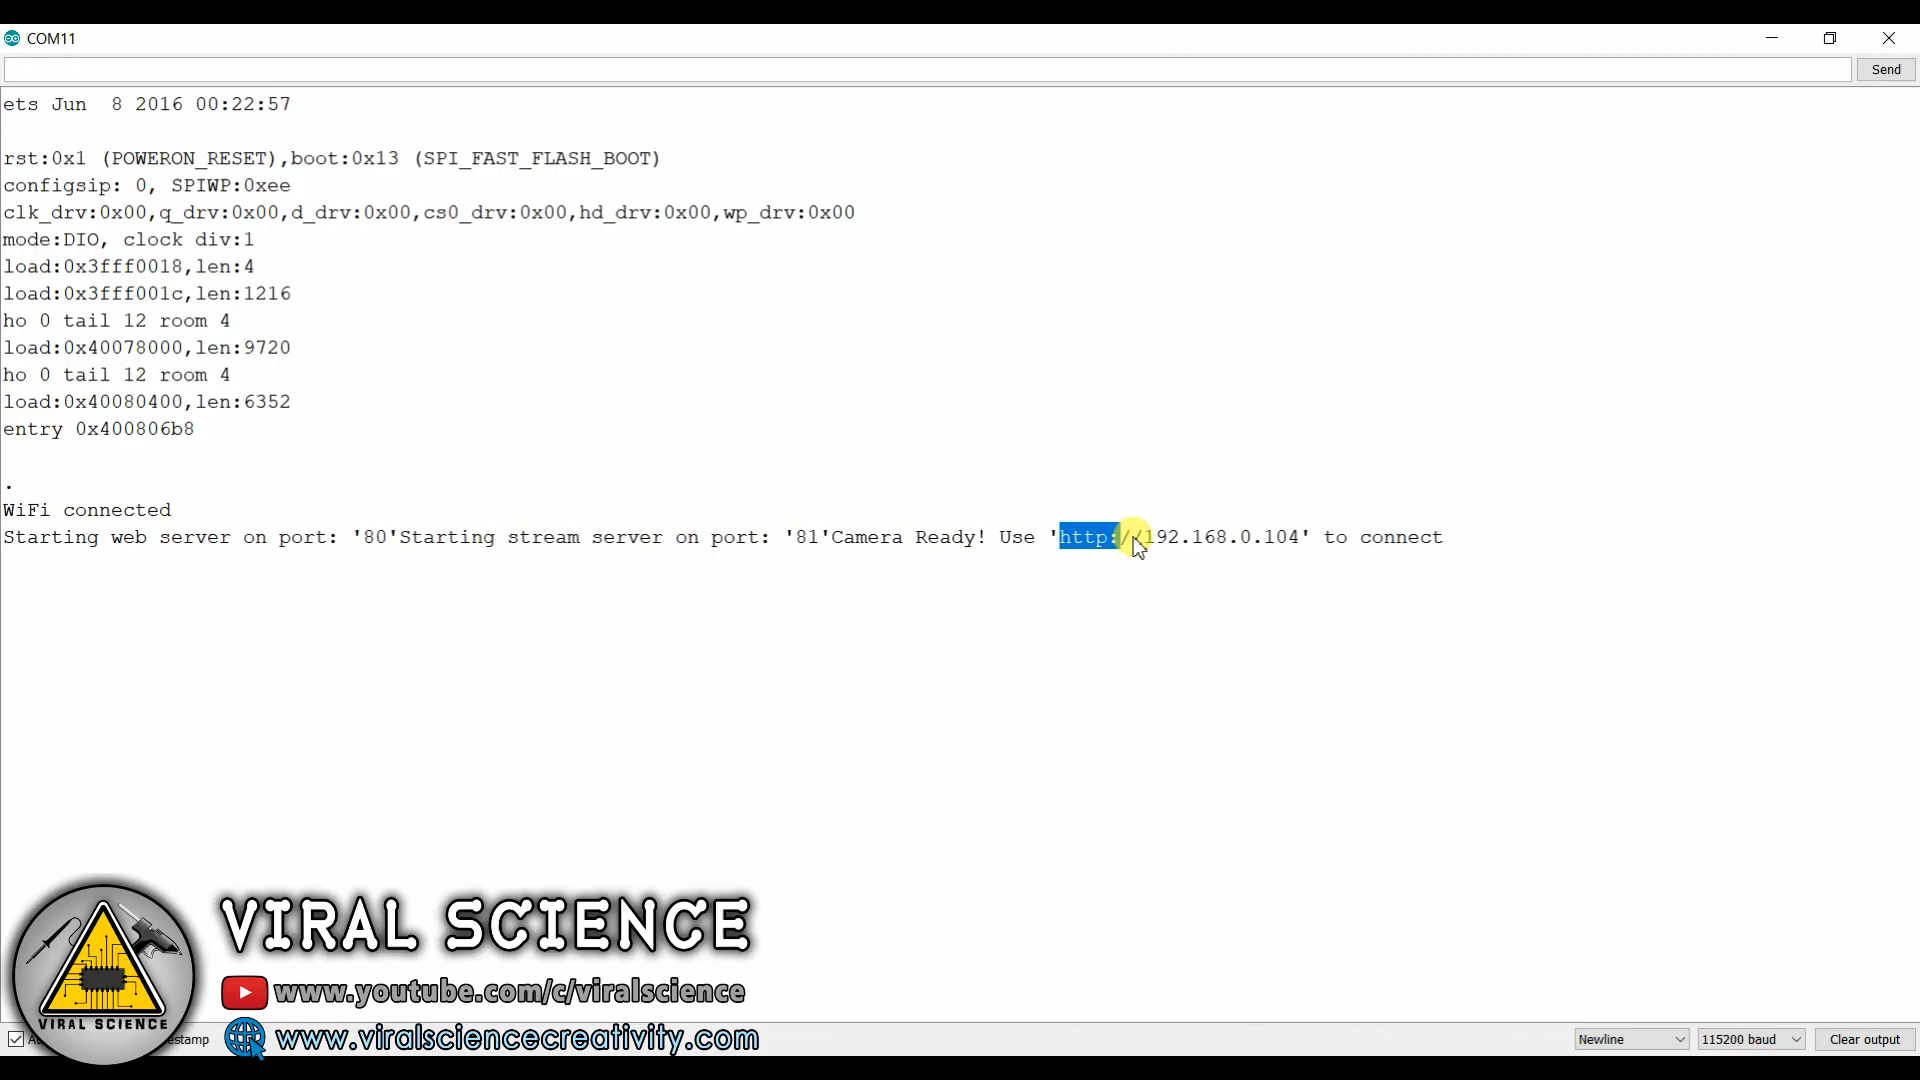 COM11
Send
ets Jun  8 2016 00:22:57
rst:0x1 (POWERON_RESET),boot:0x13 (SPI_FAST_FLASH_BOOT)
configsip: 0, SPIWP:0xee
clk_drv:0x00,q_drv:0x00,d_drv:0x00,cs0_drv:0x00,hd_drv:0x00,wp_drv:0x00
mode:DIO, clock div:1
load:0x3fff0018,len:4
load:0x3fff001c,len:1216
ho 0 tail 12 room 4
load:0x40078000,len:9720
ho 0 tail 12 room 4
load:0x40080400,len:6352
entry 0x400806b8
.
WiFi connected
Starting web server on port: '80'Starting stream server on port: '81'Camera Ready! Use 'http://192.168.0.104' to connect
VIRAL SCIENCE
www.youtube.com/c/viralscience
VIRAL SCIENCE
www.viralsciencecreativity.com
Newline
115200 baud
Clear output